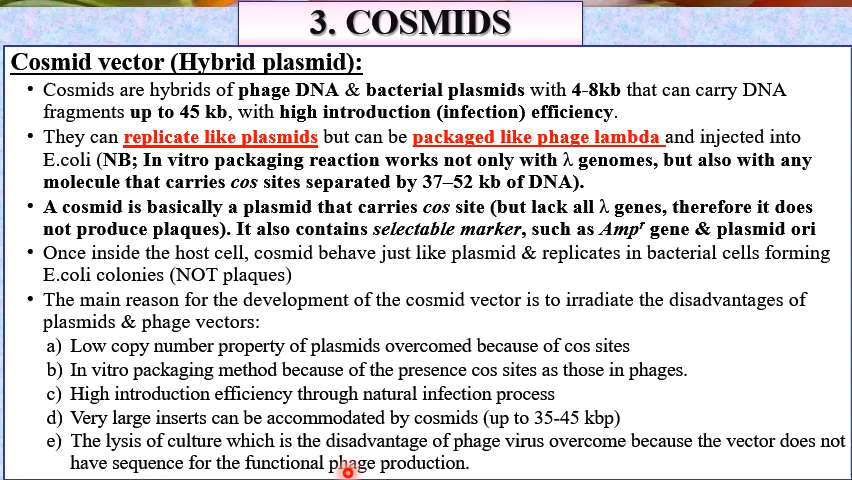 3. COSMIDS
Cosmid vector (Hybrid plasmid):
• Cosmids are hybrids of phage DNA & bacterial plasmids with 4-8kb that can carry DNA
fragments up to 45 kb, with high introduction (infection) efficiency.
• They can replicate like plasmids but can be packaged like phage lambda and injected into
E.coli (NB; In vitro packaging reaction works not only with λ genomes, but also with any
molecule that carries cos sites separated by 37–52 kb of DNA).
• A cosmid is basically a plasmid that carries cos site (but lack all λ genes, therefore it does
not produce plaques). It also contains selectable marker, such as Ampʳ gene & plasmid ori
• Once inside the host cell, cosmid behave just like plasmid & replicates in bacterial cells forming
E.coli colonies (NOT plaques)
• The main reason for the development of the cosmid vector is to irradiate the disadvantages of
plasmids & phage vectors:
a) Low copy number property of plasmids overcomed because of cos sites
b) In vitro packaging method because of the presence cos sites as those in phages.
c) High introduction efficiency through natural infection process
d) Very large inserts can be accommodated by cosmids (up to 35-45 kbp)
e) The lysis of culture which is the disadvantage of phage virus overcome because the vector does not
have sequence for the functional phage production.